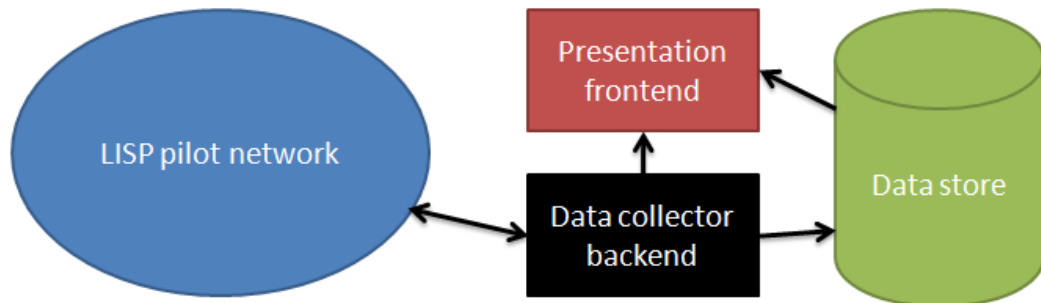 LISP pilot network
Presentation
frontend
Data collector
backend
Data store